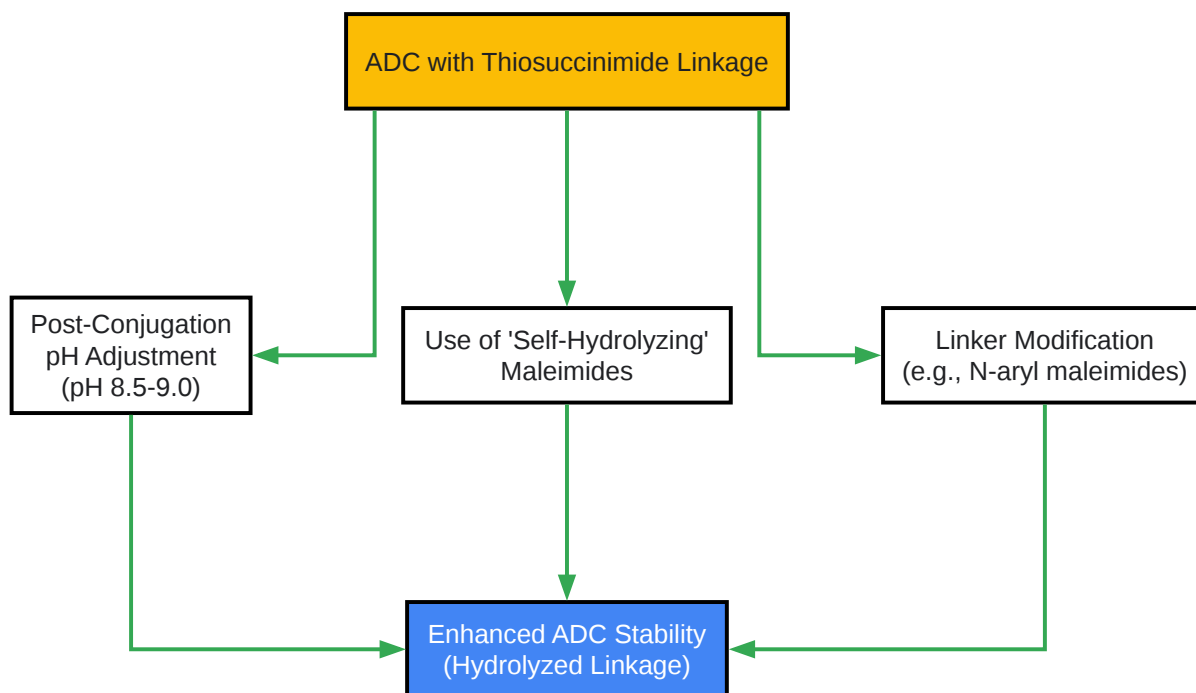 ADC with Thiosuccinimide Linkage
Post-Conjugation
pH Adjustment
(pH 8.5-9.0)
Use of 'Self-Hydrolyzing'
Maleimides
Linker Modification
(e.g., N-aryl maleimides)
Enhanced ADC Stability
(Hydrolyzed Linkage)